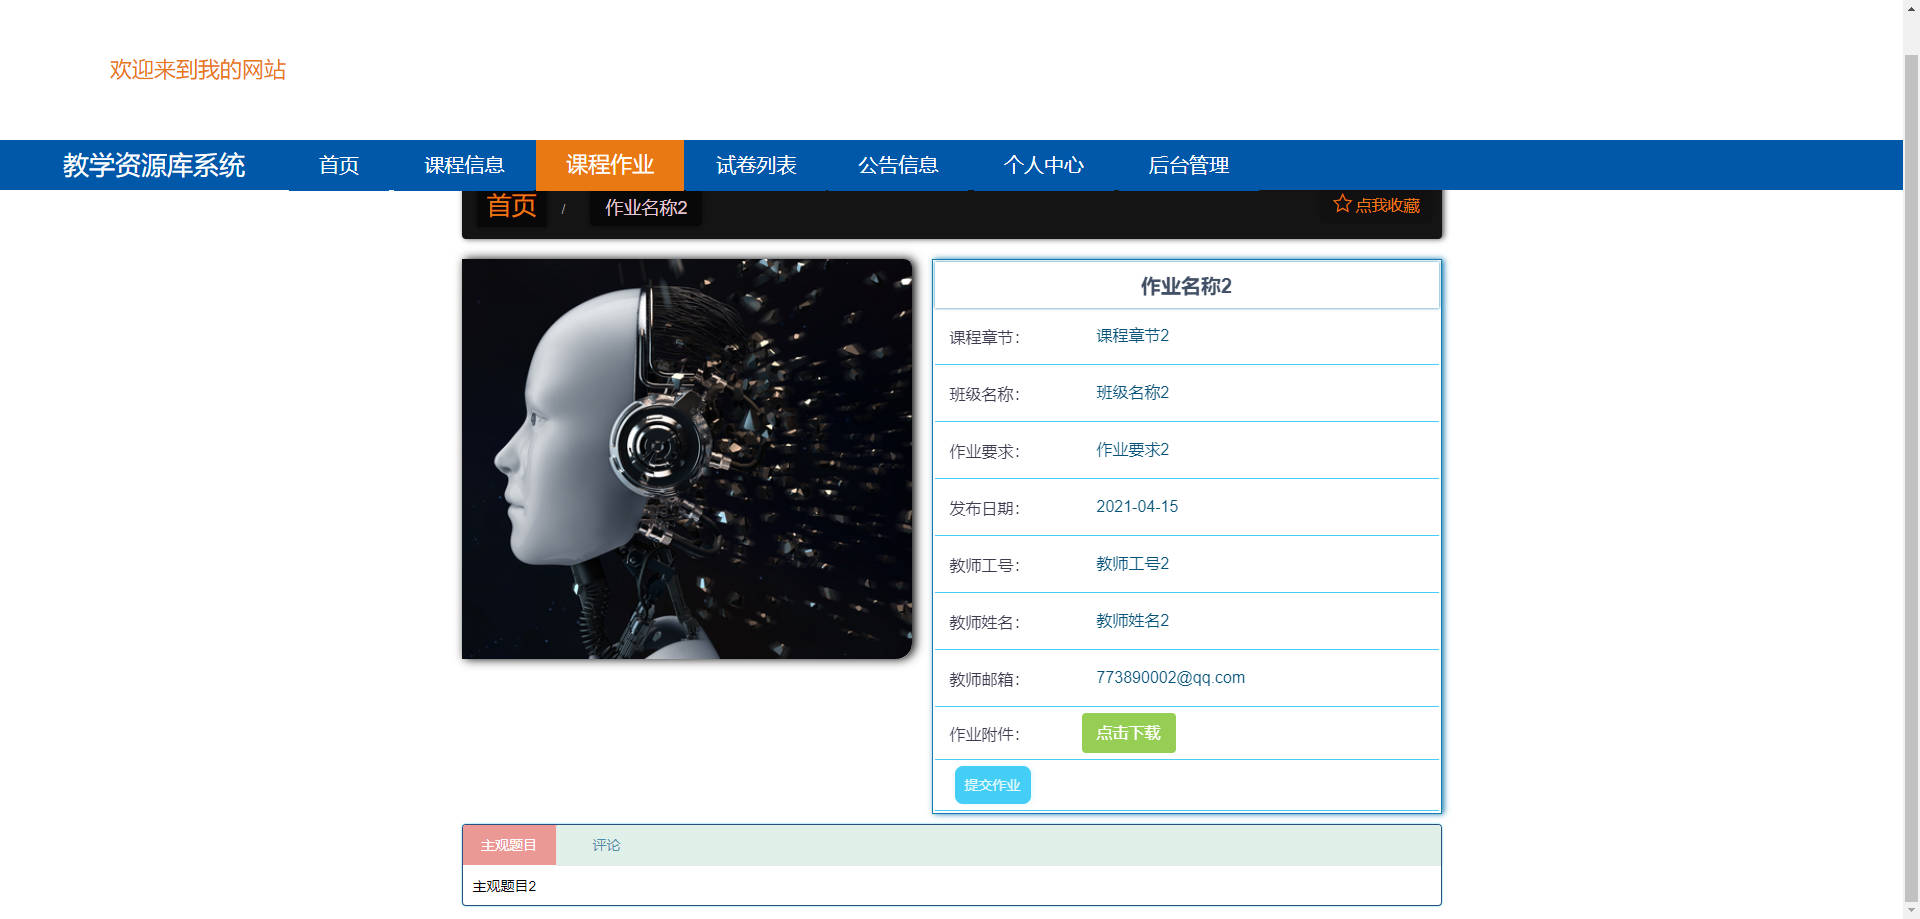 欢迎来到我的网站
教学资源库系统 首页 课程信息 课程作业 试卷列表 公告信息 个人中心 后台管理
首页 / 作业名称2 点我收藏
作业名称2
课程章节： 课程章节2
班级名称： 班级名称2
作业要求： 作业要求2
发布日期： 2021-04-15
教师工号： 教师工号2
教师姓名： 教师姓名2
教师邮箱： 773890002@qq.com
作业附件： 点击下载
提交作业
主观题目 评论
主观题目2